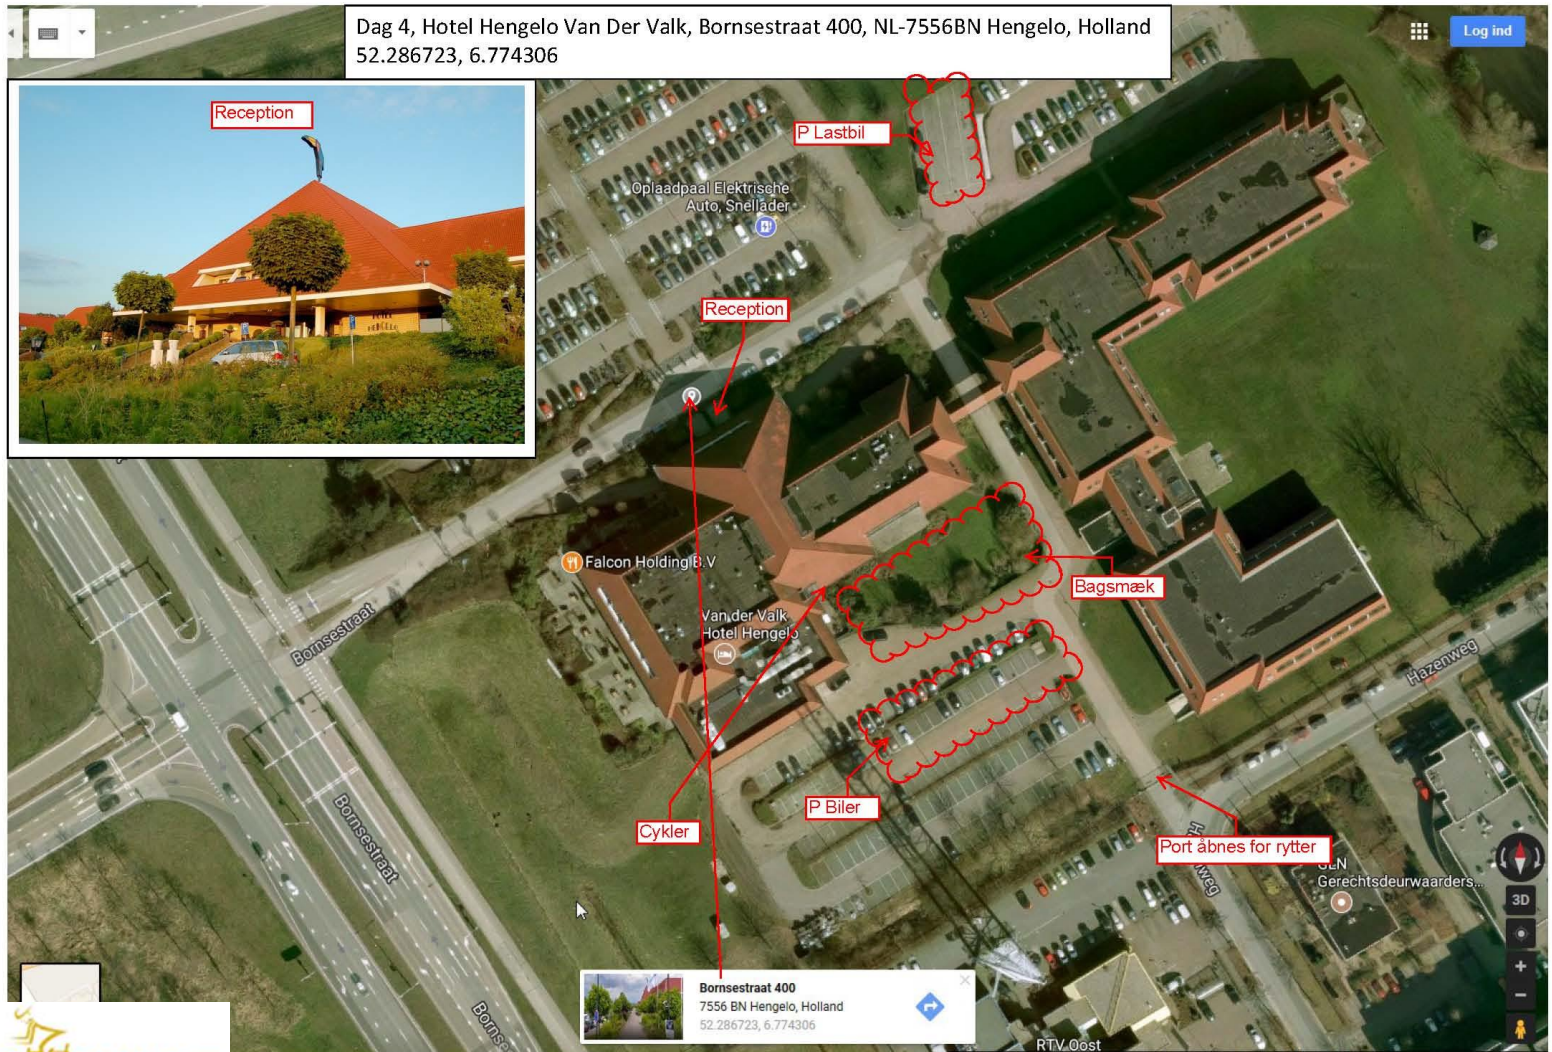 Dag 4, Hotel Hengelo Van Der Valk, Bornsestraat 400, NL-7556BN Hengelo, Holland
52.286723, 6.774306
Log ind
Reception
HOTEL
HENGELO
P Lastbil
Oplaadpaal Elektrische
Auto, Snellader
Reception
Falcon Holding B.V
Bagsmæk
Van der Valk
Hotel Hengelo
Bornsestraat
Hazenweg
P Biler
Cykler
Port åbnes for rytter
Bornsestraat
Gerechtsdeurwaarders...
3D
Bornsestraat 400
7556 BN Hengelo, Holland
52.286723, 6.774306
RTV Oost